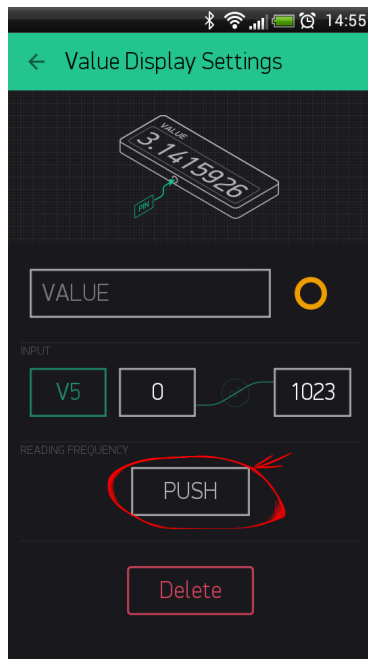 14:55
Value Display Settings
VALUE
3.1415926
PIN
VALUE
INPUT
V5 0 1023
READING FREQUENCY
PUSH
Delete